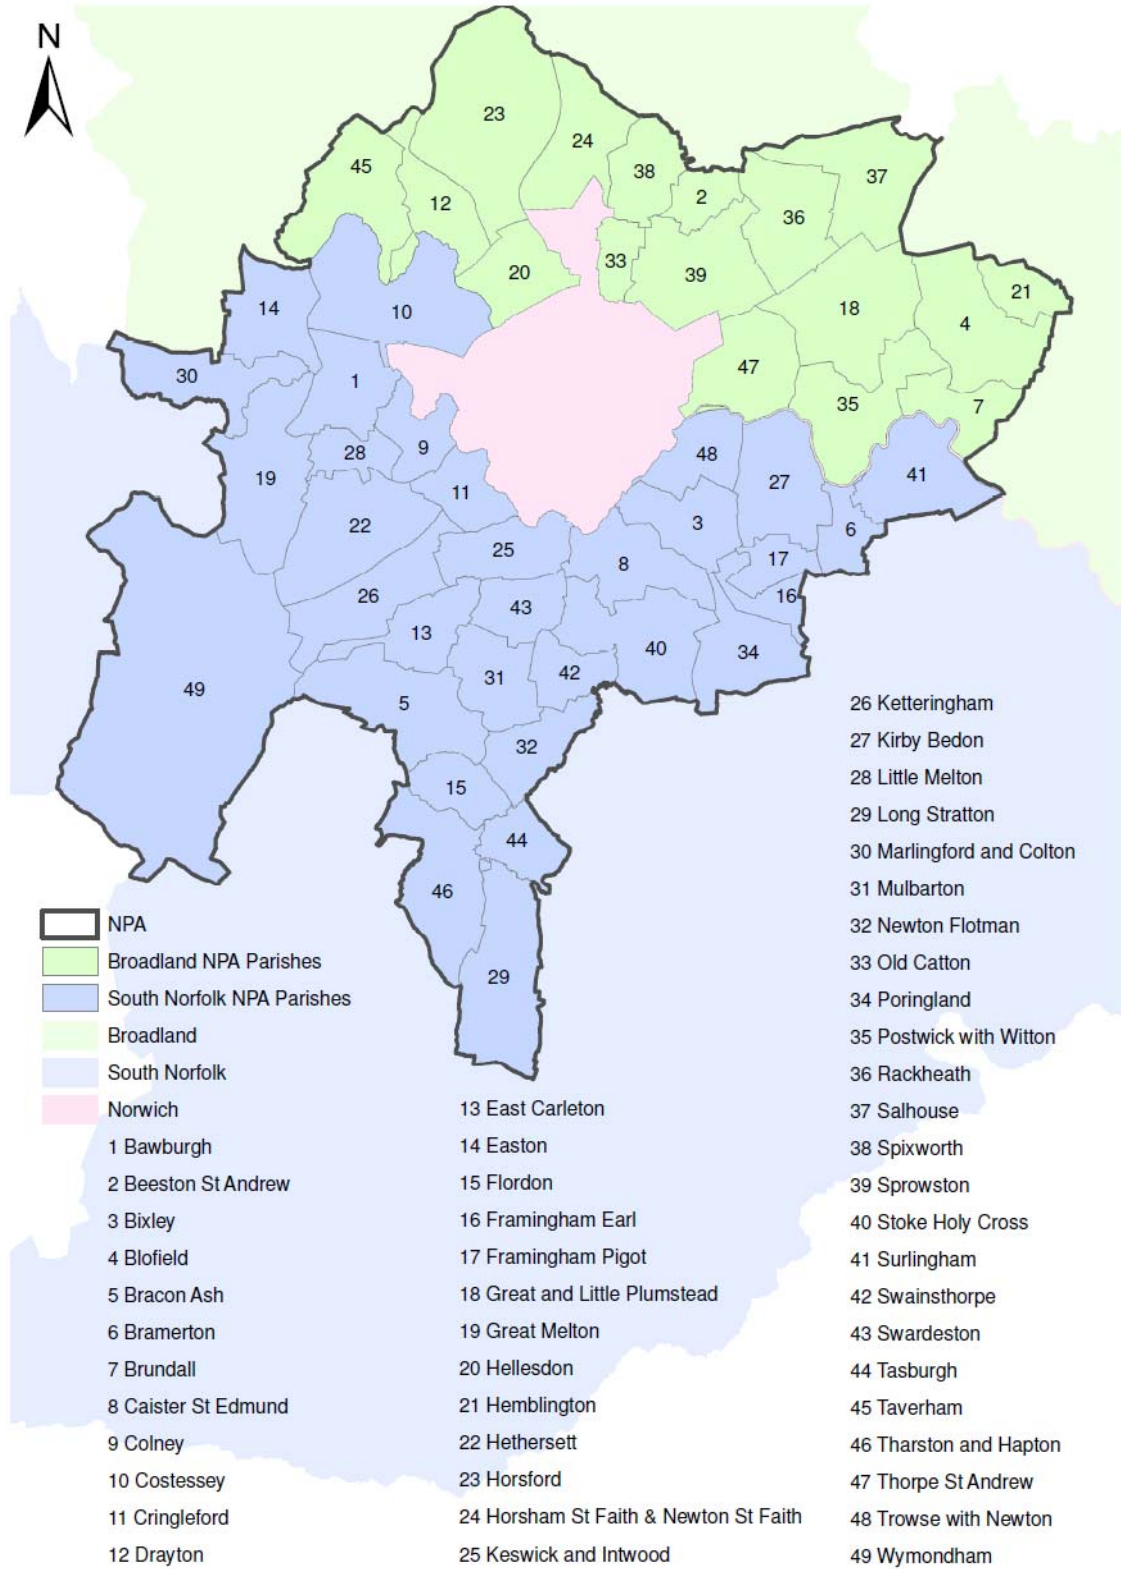 N
23
24
45
38
37
2
12
36
33
20
39
21
14
18
10
4
47
30
1
35
7
9
28
48
41
19
27
11
22
3
6
25
17
8
26
16
43
13
40
34
42
31
49
5
32
15
44
46
29
NPA
Broadland NPA Parishes
South Norfolk NPA Parishes
Broadland
South Norfolk
Norwich
1 Bawburgh
2 Beeston St Andrew
3 Bixley
4 Blofield
5 Bracon Ash
6 Bramerton
7 Brundall
8 Caister St Edmund
9 Colney
10 Costessey
11 Cringleford
12 Drayton
13 East Carleton
14 Easton
15 Flordon
16 Framingham Earl
17 Framingham Pigot
18 Great and Little Plumstead
19 Great Melton
20 Hellesdon
21 Hemblington
22 Hethersett
23 Horsford
24 Horsham St Faith & Newton St Faith
25 Keswick and Intwood
26 Ketteringham
27 Kirby Bedon
28 Little Melton
29 Long Stratton
30 Marlingford and Colton
31 Mulbarton
32 Newton Flotman
33 Old Catton
34 Poringland
35 Postwick with Witton
36 Rackheath
37 Salhouse
38 Spixworth
39 Sprowston
40 Stoke Holy Cross
41 Surlingham
42 Swainsthorpe
43 Swardeston
44 Tasburgh
45 Taverham
46 Tharston and Hapton
47 Thorpe St Andrew
48 Trowse with Newton
49 Wymondham